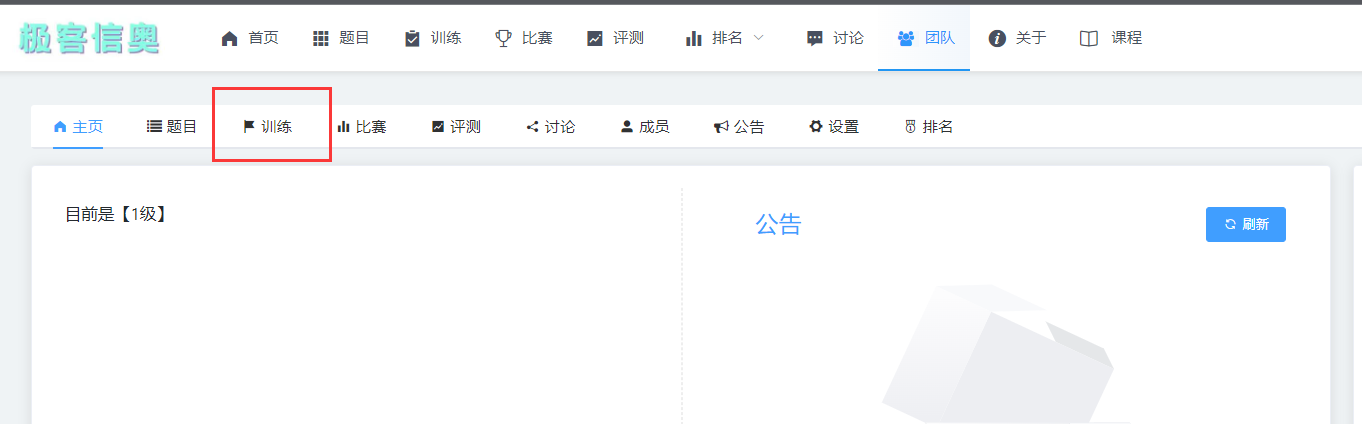 极客信奥 首页 题目 训练 比赛 评测 排名 讨论 团队 关于 课程
主页 题目 训练 比赛 评测 讨论 成员 公告 设置 排名
目前是【1级】
公告 刷新